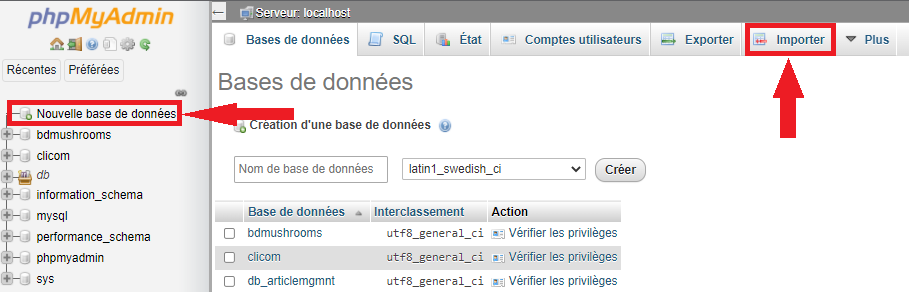 phpMyAdmin
Récentes
Préférées
Nouvelle base de données
bdmushrooms
clicom
db
information_schema
mysql
performance_schema
phpmyadmin
sys
Serveur: localhost
Bases de données
SQL
État
Comptes utilisateurs
Exporter
Importer
Plus
Bases de données
Création d'une base de données
Nom de base de données
latin1_swedish_ci
Créer
Base de données Interclassement Action
bdmushrooms utf8_general_ci Vérifier les privilèges
clicom utf8_general_ci Vérifier les privilèges
db_articlemgmnt utf8_general_ci Vérifier les privilèges